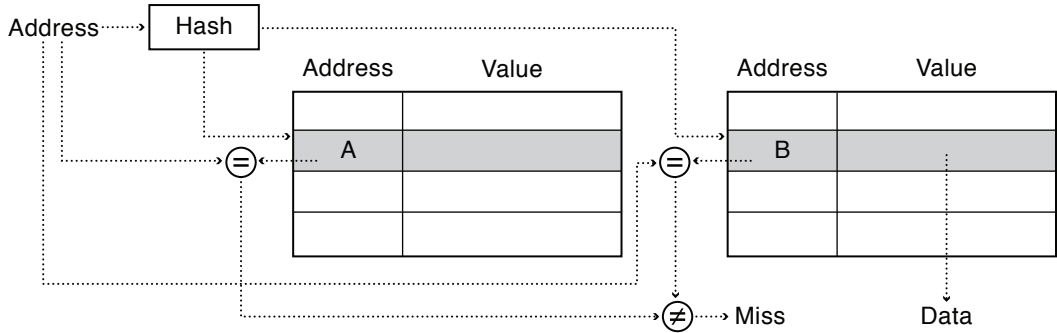 Address Hash
Address Value Address Value
A B
= =
≠ Miss Data